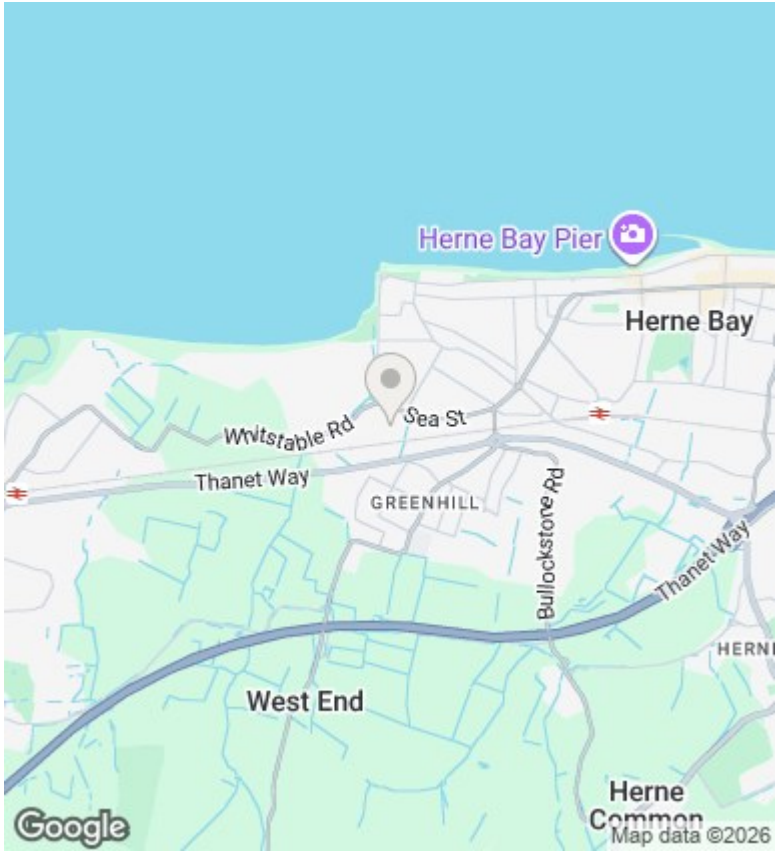 Herne Bay Pier
Herne Bay
Sea St
Whitstable Rd
Thanet Way
GREENHILL
Bullockstone Rd
Thanet Way
HERNE
West End
Herne
Common
Google
Map data ©2026